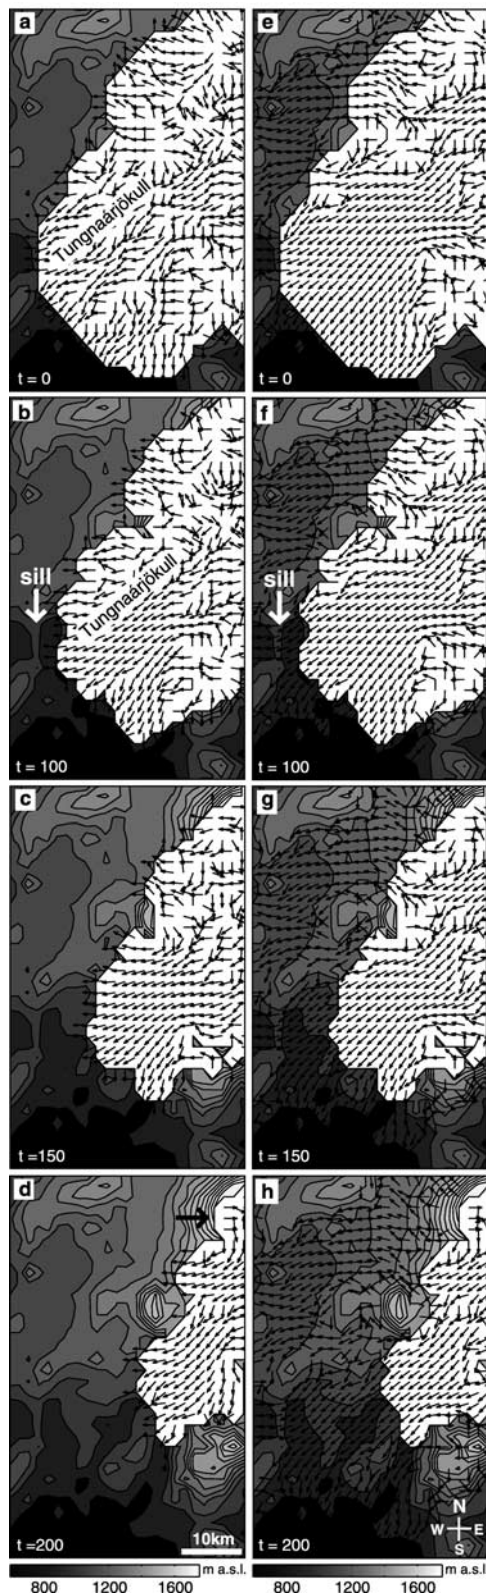 a
e
Tungnaárjökull
t = 0
t = 0
b
f
sill
sill
Tungnaárjökull
t = 100
t = 100
c
g
t =150
t =150
d
h
t =200
10km
t =200
N
W E
S
m a.s.l.
m a.s.l.
800 1200 1600
800 1200 1600